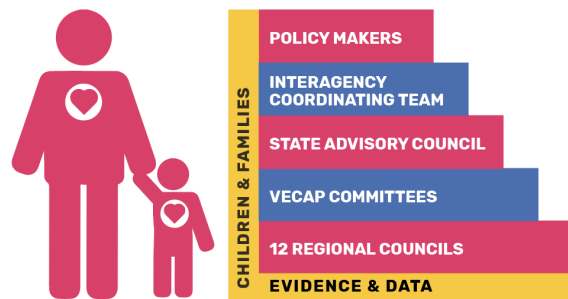 CHILDREN & FAMILIES
POLICY MAKERS
INTERAGENCY
COORDINATING TEAM
STATE ADVISORY COUNCIL
VECAP COMMITTEES
12 REGIONAL COUNCILS
EVIDENCE & DATA